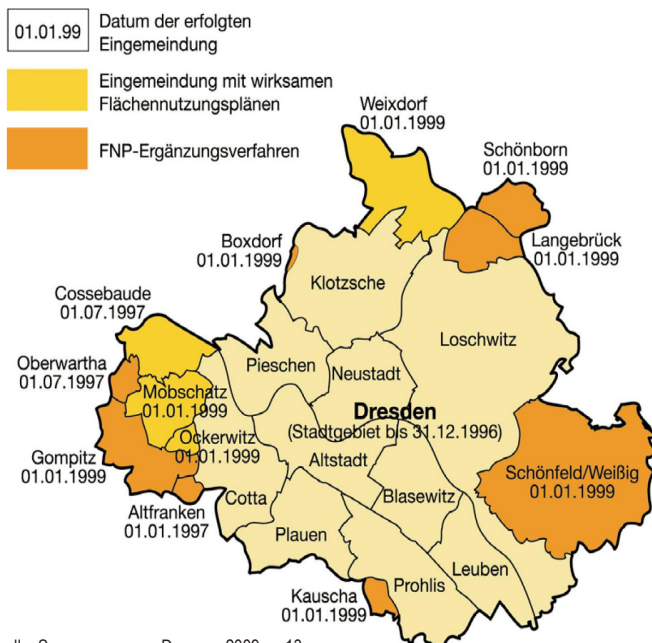 01.01.99
Datum der erfolgten
Eingemeindung
Eingemeindung mit wirksamen
Flächennutzungsplänen
FNP-Ergänzungsverfahren
Weixdorf
01.01.1999
Schönborn
01.01.1999
Boxdorf
01.01.1999
Langebrück
01.01.1999
Klotzsche
Cossebaude
01.07.1997
Loschwitz
Oberwartha
01.07.1997
Pieschen
Neustadt
Mobschatz
01.01.1999
Dresden
(Stadtgebiet bis 31.12.1996)
Ockerwitz
01.01.1999
Gompitz
01.01.1999
Altstadt
Schönfeld/Weißig
01.01.1999
Altfranken
01.01.1997
Cotta
Blasewitz
Plauen
Leuben
Prohlis
Kauscha
01.01.1999